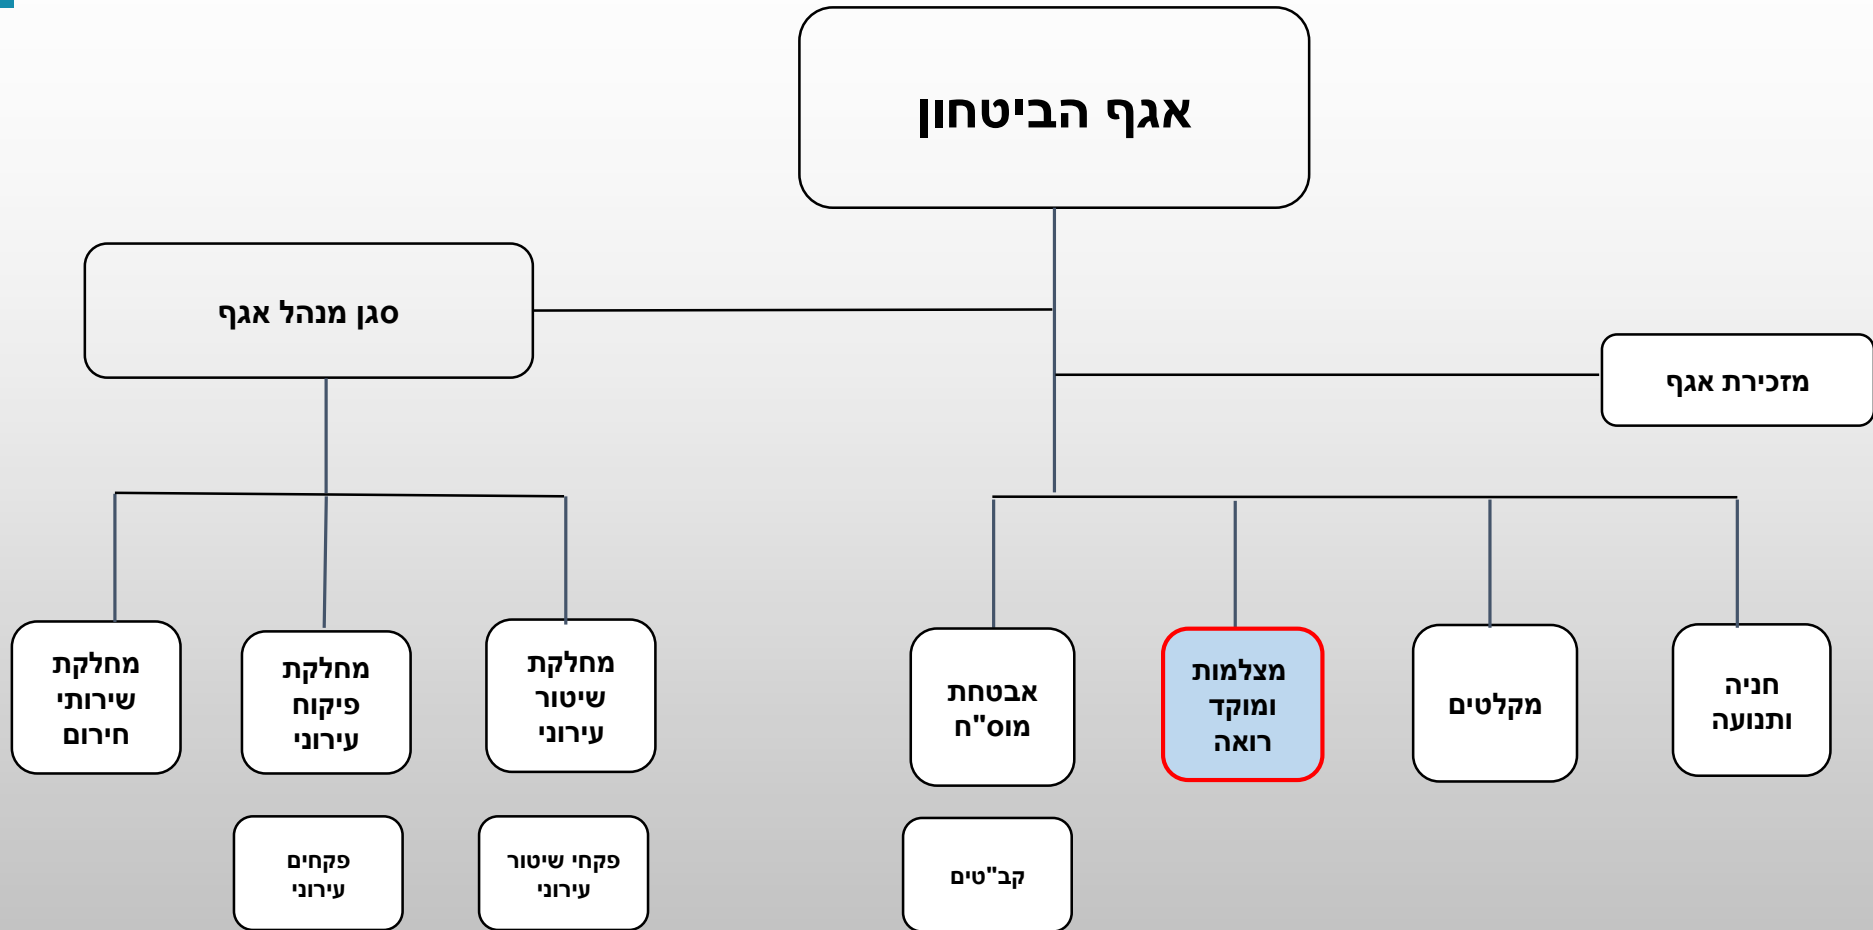 אגף הביטחון
סגן מנהל אגף
מזכירת אגף
חניה
ותנועה
מקלטים
מצלמות
ומוקד
רואה
אבטחת
מוס"ח
מחלקת
שיטור
עירוני
מחלקת
פיקוח
עירוני
מחלקת
שירותי
חירום
קב"טים
פקחי שיטור
עירוני
פקחים
עירוני